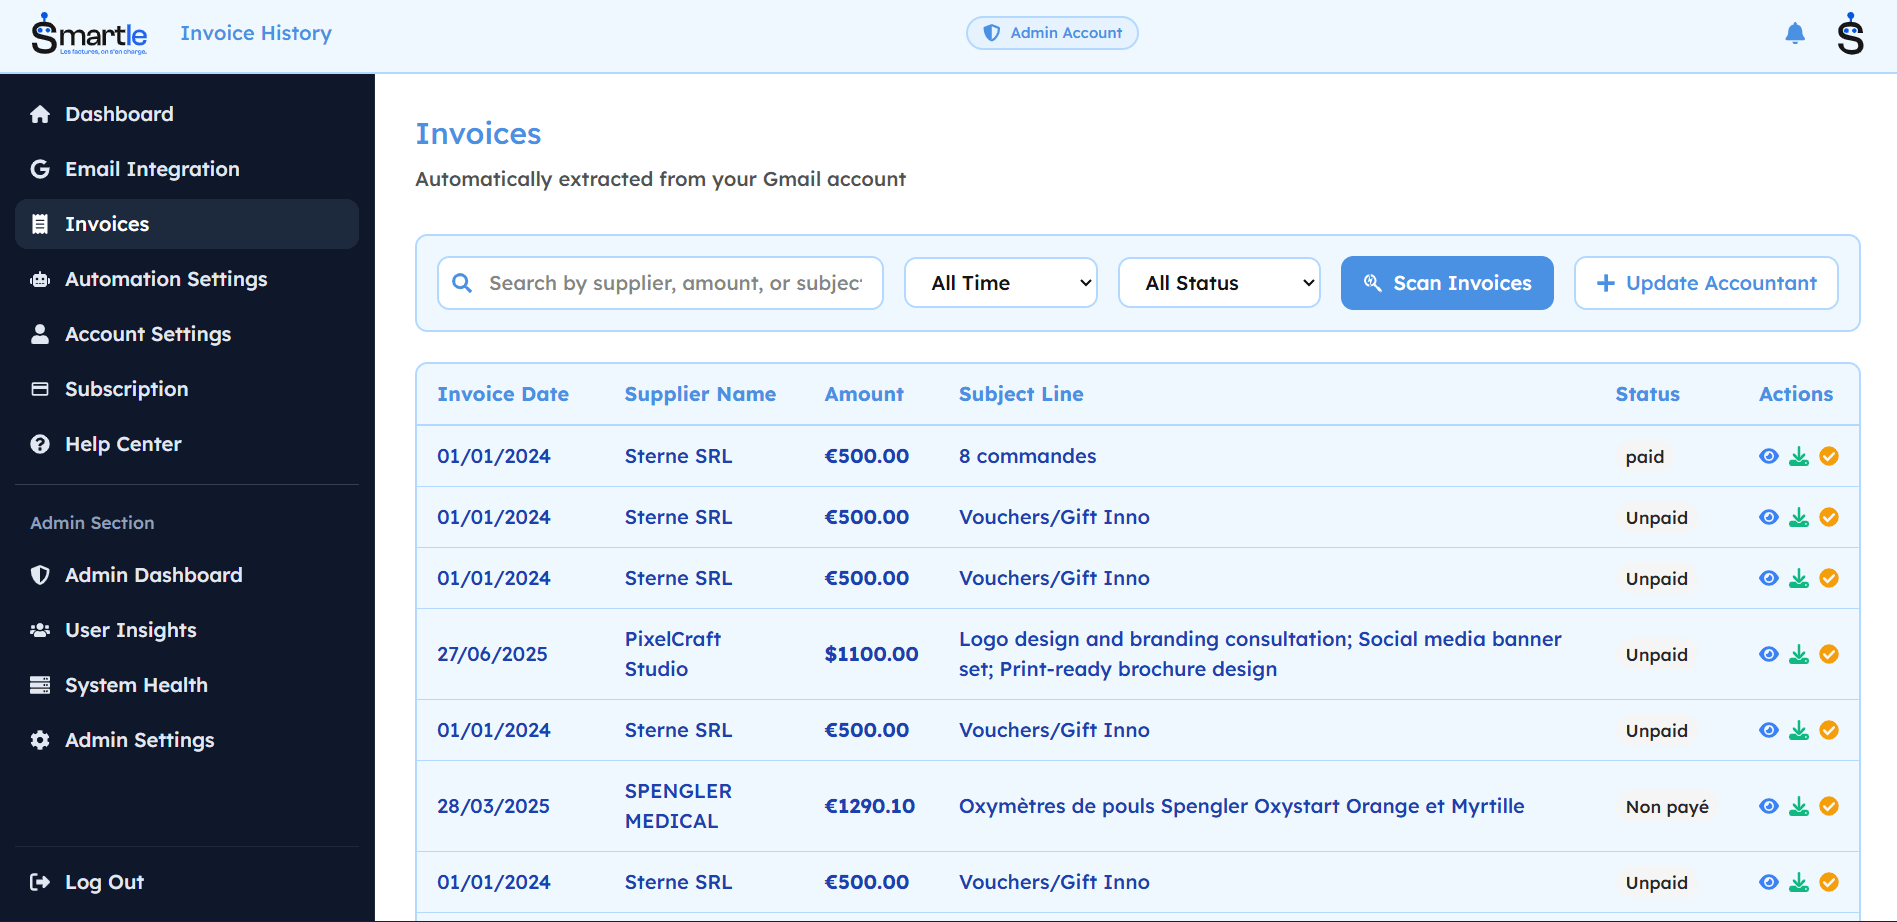 Smartle
Les factures, on s'en charge.
Invoice History
Admin Account
Dashboard
Email Integration
Invoices
Automation Settings
Account Settings
Subscription
Help Center
Admin Section
Admin Dashboard
User Insights
System Health
Admin Settings
Log Out
Invoices
Automatically extracted from your Gmail account
Search by supplier, amount, or subject
All Time
All Status
Scan Invoices
Update Accountant
Invoice Date Supplier Name Amount Subject Line Status Actions
01/01/2024 Sterne SRL €500.00 8 commandes paid
01/01/2024 Sterne SRL €500.00 Vouchers/Gift Inno Unpaid
01/01/2024 Sterne SRL €500.00 Vouchers/Gift Inno Unpaid
27/06/2025 PixelCraft Studio $1100.00 Logo design and branding consultation; Social media banner set; Print-ready brochure design Unpaid
01/01/2024 Sterne SRL €500.00 Vouchers/Gift Inno Unpaid
28/03/2025 SPENGLER MEDICAL €1290.10 Oxymètres de pouls Spengler Oxystart Orange et Myrtille Non payé
01/01/2024 Sterne SRL €500.00 Vouchers/Gift Inno Unpaid